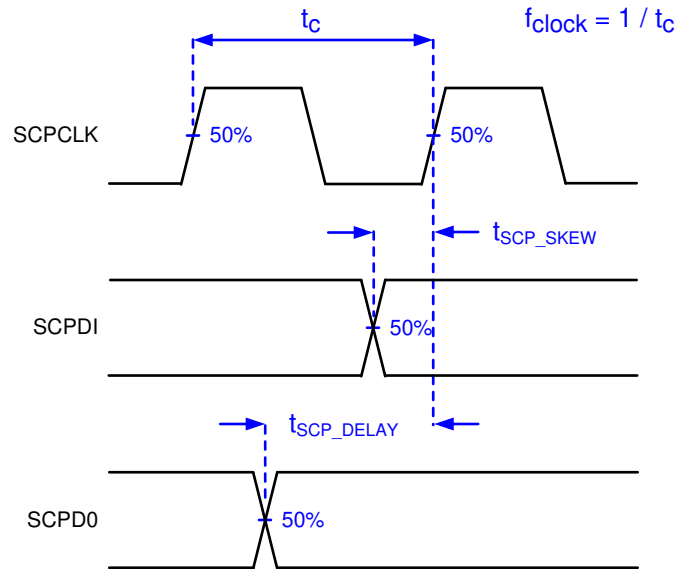 tC
fclock = 1 / tC
SCPCLK
50%
50%
tSCP_SKEW
SCPDI
50%
tSCP_DELAY
SCPD0
50%